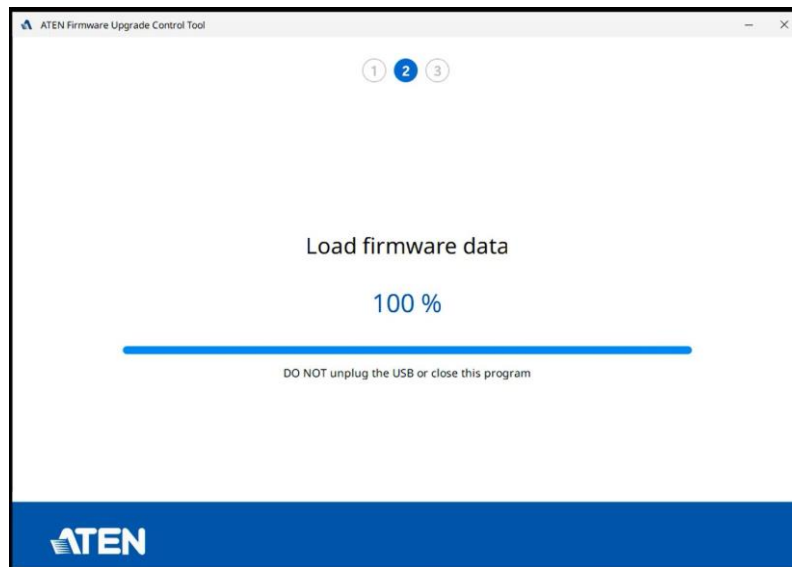 ATEN Firmware Upgrade Control Tool
1 2 3
Load firmware data
100 %
DO NOT unplug the USB or close this program
ATEN